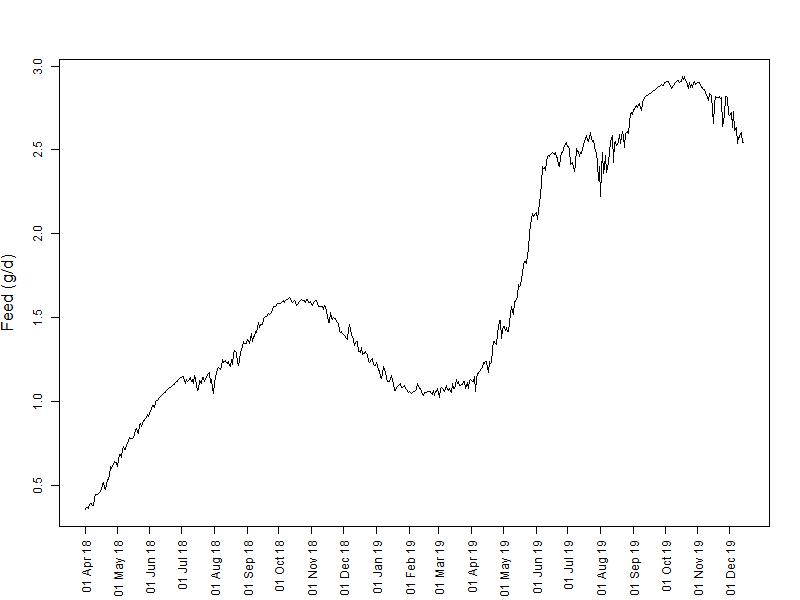 Feed (g/d)
3.0
2.5
2.0
1.5
1.0
0.5
01 Apr 18
01 May 18
01 Jun 18
01 Jul 18
01 Aug 18
01 Sep 18
01 Oct 18
01 Nov 18
01 Dec 18
01 Jan 19
01 Feb 19
01 Mar 19
01 Apr 19
01 May 19
01 Jun 19
01 Jul 19
01 Aug 19
01 Sep 19
01 Oct 19
01 Nov 19
01 Dec 19